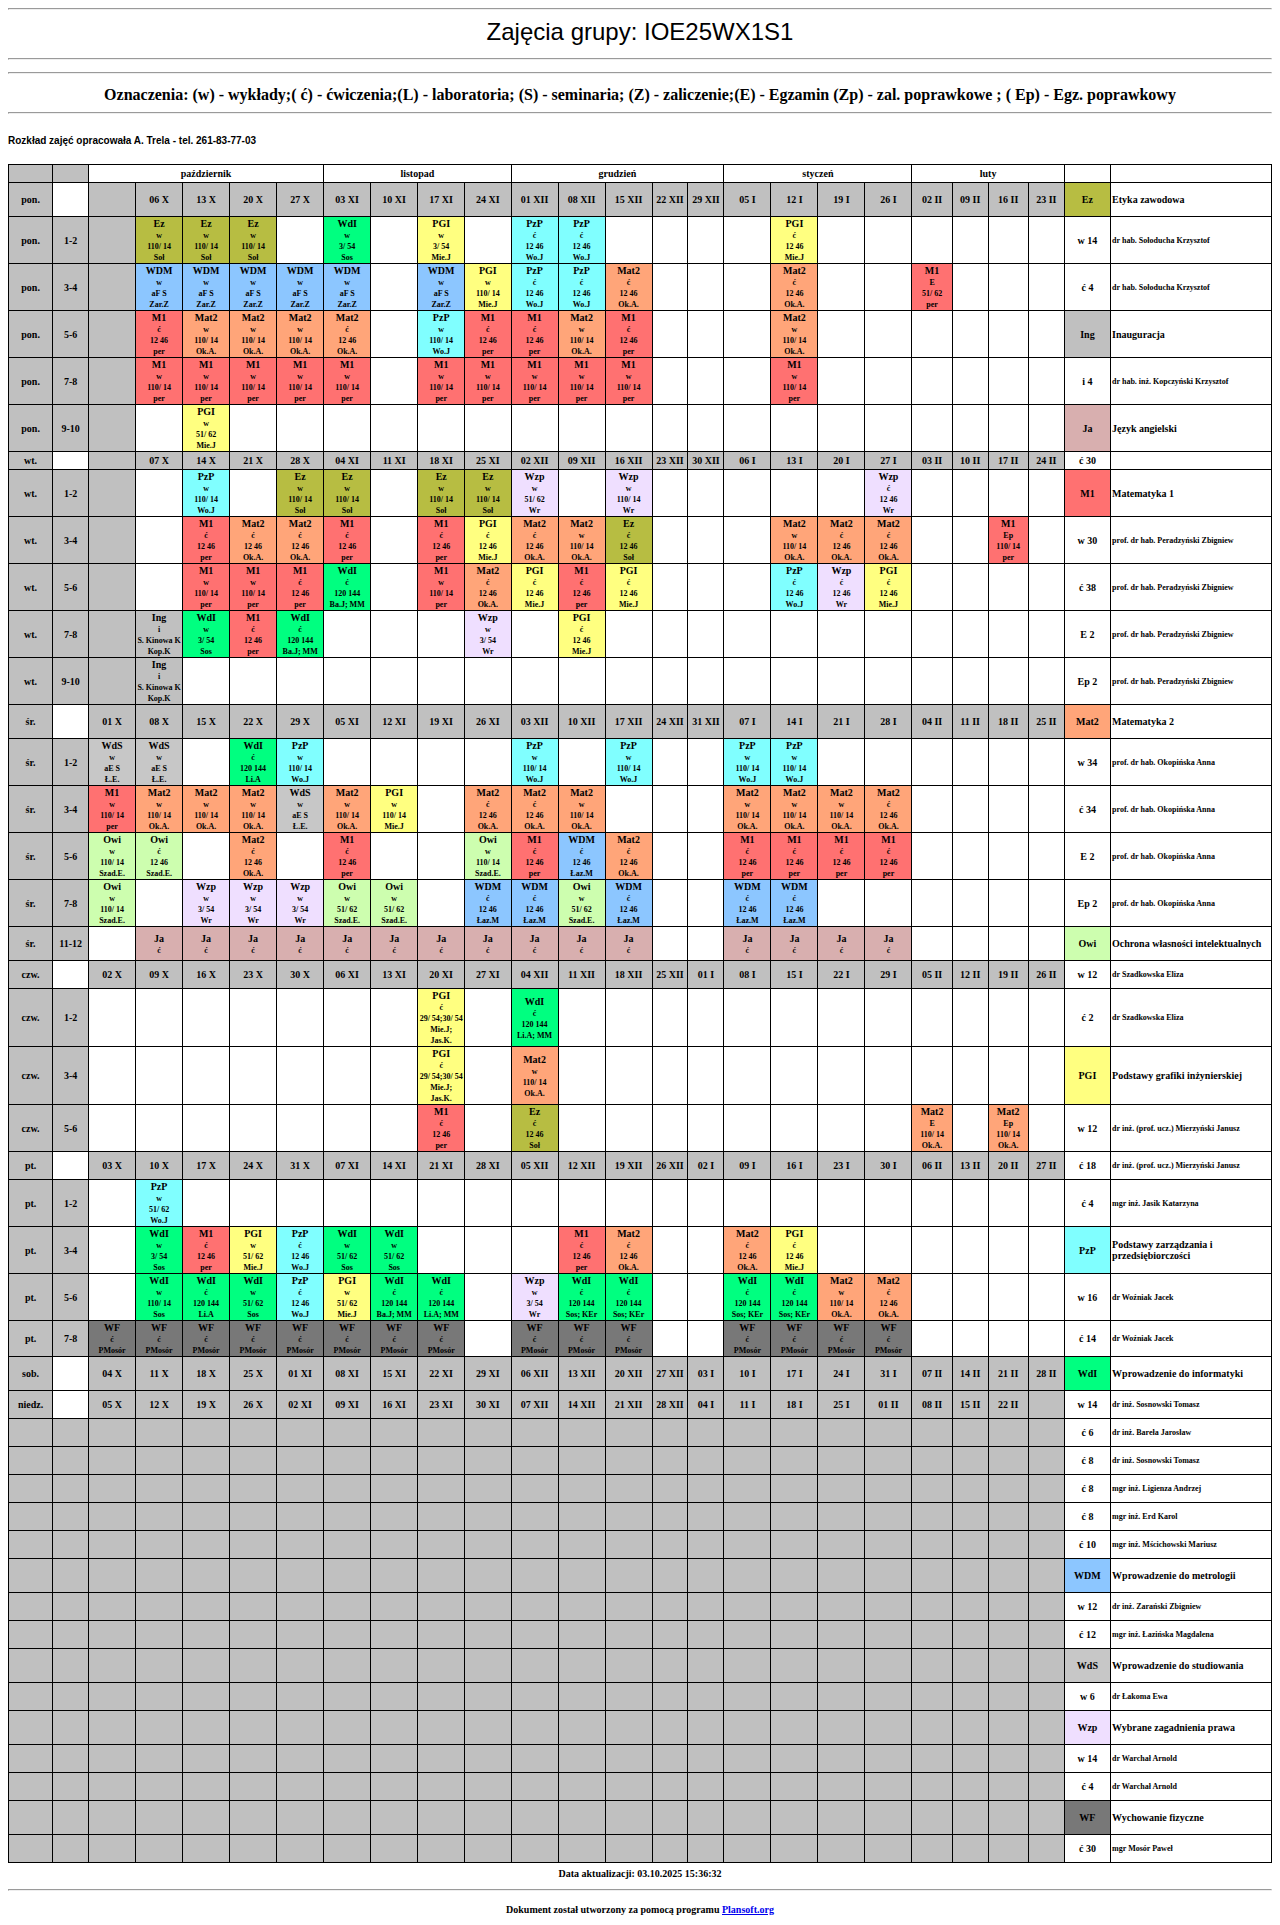 Zajęcia grupy: IOE25WX1S1
Oznaczenia: (w) - wykłady;( ć) - ćwiczenia;(L) - laboratoria; (S) - seminaria; (Z) - zaliczenie;(E) - Egzamin (Zp) - zal. poprawkowe ; ( Ep) - Egz. poprawkowy
Rozkład zajęć opracowała A. Trela - tel. 261-83-77-03
październik listopad grudzień styczeń luty
pon. 06 X 13 X 20 X 27 X 03 XI 10 XI 17 XI 24 XI 01 XII 08 XII 15 XII 22 XII 29 XII 05 I 12 I 19 I 26 I 02 II 09 II 16 II 23 II Ez Etyka zawodowa
Ez Ez Ez WdI PGI PzP PzP PGI
w w w w w ć ć ć
pon. 1-2 110/ 14 110/ 14 110/ 14 3/ 54 3/ 54 12 46 12 46 12 46 w 14 dr hab. Sołoducha Krzysztof
Soł Soł Soł Sos Mie.J Wo.J Wo.J Mie.J
WDM WDM WDM WDM WDM WDM PGI PzP PzP Mat2 Mat2 M1
w w w w w w w ć ć ć ć E
pon. 3-4 aF S aF S aF S aF S aF S aF S 110/ 14 12 46 12 46 12 46 12 46 51/ 62 ć 4 dr hab. Sołoducha Krzysztof
Zar.Z Zar.Z Zar.Z Zar.Z Zar.Z Zar.Z Mie.J Wo.J Wo.J Ok.A. Ok.A. per
M1 Mat2 Mat2 Mat2 Mat2 PzP M1 M1 Mat2 M1 Mat2
ć w w w ć w ć ć w ć w
pon. 5-6 12 46 110/ 14 110/ 14 110/ 14 12 46 110/ 14 12 46 12 46 110/ 14 12 46 110/ 14 Ing Inauguracja
per Ok.A. Ok.A. Ok.A. Ok.A. Wo.J per per Ok.A. per Ok.A.
M1 M1 M1 M1 M1 M1 M1 M1 M1 M1 M1
w w w w w w w w w w w
pon. 7-8 110/ 14 110/ 14 110/ 14 110/ 14 110/ 14 110/ 14 110/ 14 110/ 14 110/ 14 110/ 14 110/ 14 i 4 dr hab. inż. Kopczyński Krzysztof
per per per per per per per per per per per
PGI
w
pon. 9-10 51/ 62 Ja Język angielski
Mie.J
wt. 07 X 14 X 21 X 28 X 04 XI 11 XI 18 XI 25 XI 02 XII 09 XII 16 XII 23 XII 30 XII 06 I 13 I 20 I 27 I 03 II 10 II 17 II 24 II ć 30
PzP Ez Ez Ez Ez Wzp Wzp Wzp
w w w w w w w ć
wt. 1-2 110/ 14 110/ 14 110/ 14 110/ 14 110/ 14 51/ 62 110/ 14 12 46 M1 Matematyka 1
Wo.J Soł Soł Soł Soł Wr Wr Wr
M1 Mat2 Mat2 M1 M1 PGI Mat2 Mat2 Ez Mat2 Mat2 Mat2 M1
ć ć ć ć ć ć ć w ć w ć ć Ep
wt. 3-4 12 46 12 46 12 46 12 46 12 46 12 46 12 46 110/ 14 12 46 110/ 14 12 46 12 46 110/ 14 w 30 prof. dr hab. Peradzyński Zbigniew
per Ok.A. Ok.A. per per Mie.J Ok.A. Ok.A. Soł Ok.A. Ok.A. Ok.A. per
M1 M1 M1 WdI M1 Mat2 PGI M1 PGI PzP Wzp PGI
w w ć ć w ć ć ć ć ć ć ć
wt. 5-6 110/ 14 110/ 14 12 46 120 144 110/ 14 12 46 12 46 12 46 12 46 12 46 12 46 12 46 ć 38 prof. dr hab. Peradzyński Zbigniew
per per per Ba.J; MM per Ok.A. Mie.J per Mie.J Wo.J Wr Mie.J
Ing WdI M1 WdI Wzp PGI
i w ć ć w ć
wt. 7-8 S. Kinowa K 3/ 54 12 46 120 144 3/ 54 12 46 E 2 prof. dr hab. Peradzyński Zbigniew
Kop.K Sos per Ba.J; MM Wr Mie.J
Ing
i
wt. 9-10 S. Kinowa K Ep 2 prof. dr hab. Peradzyński Zbigniew
Kop.K
śr. 01 X 08 X 15 X 22 X 29 X 05 XI 12 XI 19 XI 26 XI 03 XII 10 XII 17 XII 24 XII 31 XII 07 I 14 I 21 I 28 I 04 II 11 II 18 II 25 II Mat2 Matematyka 2
WdS WdS WdI PzP PzP PzP PzP PzP
w w ć w w w w w
śr. 1-2 aE S aE S 120 144 110/ 14 110/ 14 110/ 14 110/ 14 110/ 14 w 34 prof. dr hab. Okopińska Anna
Ł.E. Ł.E. Li.A Wo.J Wo.J Wo.J Wo.J Wo.J
M1 Mat2 Mat2 Mat2 WdS Mat2 PGI Mat2 Mat2 Mat2 Mat2 Mat2 Mat2 Mat2
w w w w w w w ć ć w w w w ć
śr. 3-4 110/ 14 110/ 14 110/ 14 110/ 14 aE S 110/ 14 110/ 14 12 46 12 46 110/ 14 110/ 14 110/ 14 110/ 14 12 46 ć 34 prof. dr hab. Okopińska Anna
per Ok.A. Ok.A. Ok.A. Ł.E. Ok.A. Mie.J Ok.A. Ok.A. Ok.A. Ok.A. Ok.A. Ok.A. Ok.A.
Owi Owi Mat2 M1 Owi M1 WDM Mat2 M1 M1 M1 M1
w ć ć ć w ć ć ć ć ć ć ć
śr. 5-6 110/ 14 12 46 12 46 12 46 110/ 14 12 46 12 46 12 46 12 46 12 46 12 46 12 46 E 2 prof. dr hab. Okopińska Anna
Szad.E. Szad.E. Ok.A. per Szad.E. per Łaz.M Ok.A. per per per per
Owi Wzp Wzp Wzp Owi Owi WDM WDM Owi WDM WDM WDM
w w w w w w ć ć w ć ć ć
śr. 7-8 110/ 14 3/ 54 3/ 54 3/ 54 51/ 62 51/ 62 12 46 12 46 51/ 62 12 46 12 46 12 46 Ep 2 prof. dr hab. Okopińska Anna
Szad.E. Wr Wr Wr Szad.E. Szad.E. Łaz.M Łaz.M Szad.E. Łaz.M Łaz.M Łaz.M
śr. 11-12 Ja Ja Ja Ja Ja Ja Ja Ja Ja Ja Ja Ja Ja Ja Ja Owi Ochrona własności intelektualnych
ć ć ć ć ć ć ć ć ć ć ć ć ć ć ć
czw. 02 X 09 X 16 X 23 X 30 X 06 XI 13 XI 20 XI 27 XI 04 XII 11 XII 18 XII 25 XII 01 I 08 I 15 I 22 I 29 I 05 II 12 II 19 II 26 II w 12 dr Szadkowska Eliza
PGI WdI
ć ć
czw. 1-2 29/ 54;30/ 54 120 144 ć 2 dr Szadkowska Eliza
Mie.J; Li.A; MM
Jas.K.
PGI Mat2
ć w
czw. 3-4 29/ 54;30/ 54 110/ 14 PGI Podstawy grafiki inżynierskiej
Mie.J; Ok.A.
Jas.K.
M1 Ez Mat2 Mat2
ć ć E Ep
czw. 5-6 12 46 12 46 110/ 14 110/ 14 w 12 dr inż. (prof. ucz.) Mierzyński Janusz
per Soł Ok.A. Ok.A.
pt. 03 X 10 X 17 X 24 X 31 X 07 XI 14 XI 21 XI 28 XI 05 XII 12 XII 19 XII 26 XII 02 I 09 I 16 I 23 I 30 I 06 II 13 II 20 II 27 II ć 18 dr inż. (prof. ucz.) Mierzyński Janusz
PzP
w
pt. 1-2 51/ 62 ć 4 mgr inż. Jasik Katarzyna
Wo.J
WdI M1 PGI PzP WdI WdI M1 Mat2 Mat2 PGI
w ć w ć w w ć ć ć ć
pt. 3-4 3/ 54 12 46 51/ 62 12 46 51/ 62 51/ 62 12 46 12 46 12 46 12 46 PzP Podstawy zarządzania i przedsiębiorczości
Sos per Mie.J Wo.J Sos Sos per Ok.A. Ok.A. Mie.J
WdI WdI WdI PzP PGI WdI WdI Wzp WdI WdI WdI WdI Mat2 Mat2
w ć w ć w ć ć w ć ć ć ć w ć
pt. 5-6 110/ 14 120 144 51/ 62 12 46 51/ 62 120 144 120 144 3/ 54 120 144 120 144 120 144 120 144 110/ 14 12 46 w 16 dr Woźniak Jacek
Sos Li.A Sos Wo.J Mie.J Ba.J; MM Li.A; MM Wr Sos; KEr Sos; KEr Sos; KEr Sos; KEr Ok.A. Ok.A.
WF WF WF WF WF WF WF WF WF WF WF WF WF WF WF
pt. 7-8 ć ć ć ć ć ć ć ć ć ć ć ć ć ć ć ć 14 dr Woźniak Jacek
PMosór PMosór PMosór PMosór PMosór PMosór PMosór PMosór PMosór PMosór PMosór PMosór PMosór PMosór PMosór
sob. 04 X 11 X 18 X 25 X 01 XI 08 XI 15 XI 22 XI 29 XI 06 XII 13 XII 20 XII 27 XII 03 I 10 I 17 I 24 I 31 I 07 II 14 II 21 II 28 II WdI Wprowadzenie do informatyki
niedz. 05 X 12 X 19 X 26 X 02 XI 09 XI 16 XI 23 XI 30 XI 07 XII 14 XII 21 XII 28 XII 04 I 11 I 18 I 25 I 01 II 08 II 15 II 22 II w 14 dr inż. Sosnowski Tomasz
ć 6 dr inż. Bareła Jarosław
ć 8 dr inż. Sosnowski Tomasz
ć 8 mgr inż. Ligienza Andrzej
ć 8 mgr inż. Erd Karol
ć 10 mgr inż. Mścichowski Mariusz
WDM Wprowadzenie do metrologii
w 12 dr inż. Zarański Zbigniew
ć 12 mgr inż. Łazińska Magdalena
WdS Wprowadzenie do studiowania
w 6 dr Łakoma Ewa
Wzp Wybrane zagadnienia prawa
w 14 dr Warchał Arnold
ć 4 dr Warchał Arnold
WF Wychowanie fizyczne
ć 30 mgr Mosór Paweł
Data aktualizacji: 03.10.2025 15:36:32
Dokument został utworzony za pomocą programu Plansoft.org